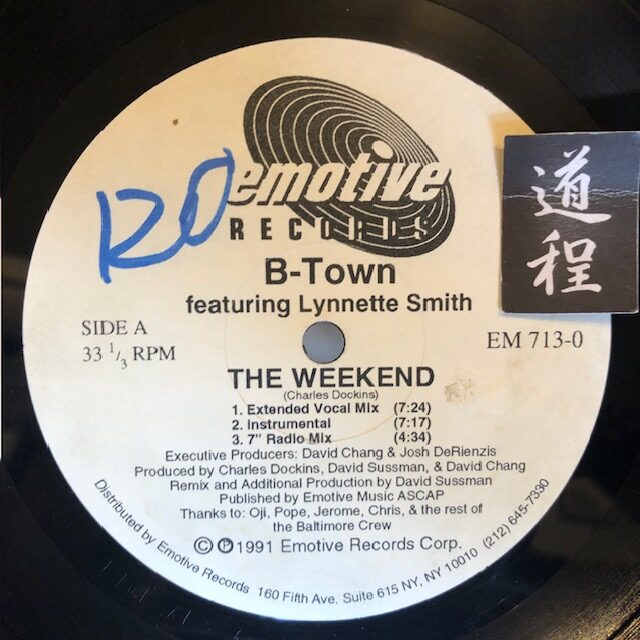 emotive
RECORDS
道程
B-Town
featuring Lynnette Smith
SIDE A
33 1/3 RPM
EM 713-0
THE WEEKEND
(Charles Dockins)
1. Extended Vocal Mix (7:24)
2. Instrumental (7:17)
3. 7" Radio Mix (4:34)
Executive Producers: David Chang & Josh DeRienzis
Produced by Charles Dockins, David Sussman, & David Chang
Remix and Additional Production by David Sussman
Published by Emotive Music ASCAP
Thanks to: Oji, Pope, Jerome, Chris, & the rest of
the Baltimore Crew
©℗1991 Emotive Records Corp.
Distributed by Emotive Records 160 Fifth Ave. Suite 615 NY, NY 10010 (212) 645-7330